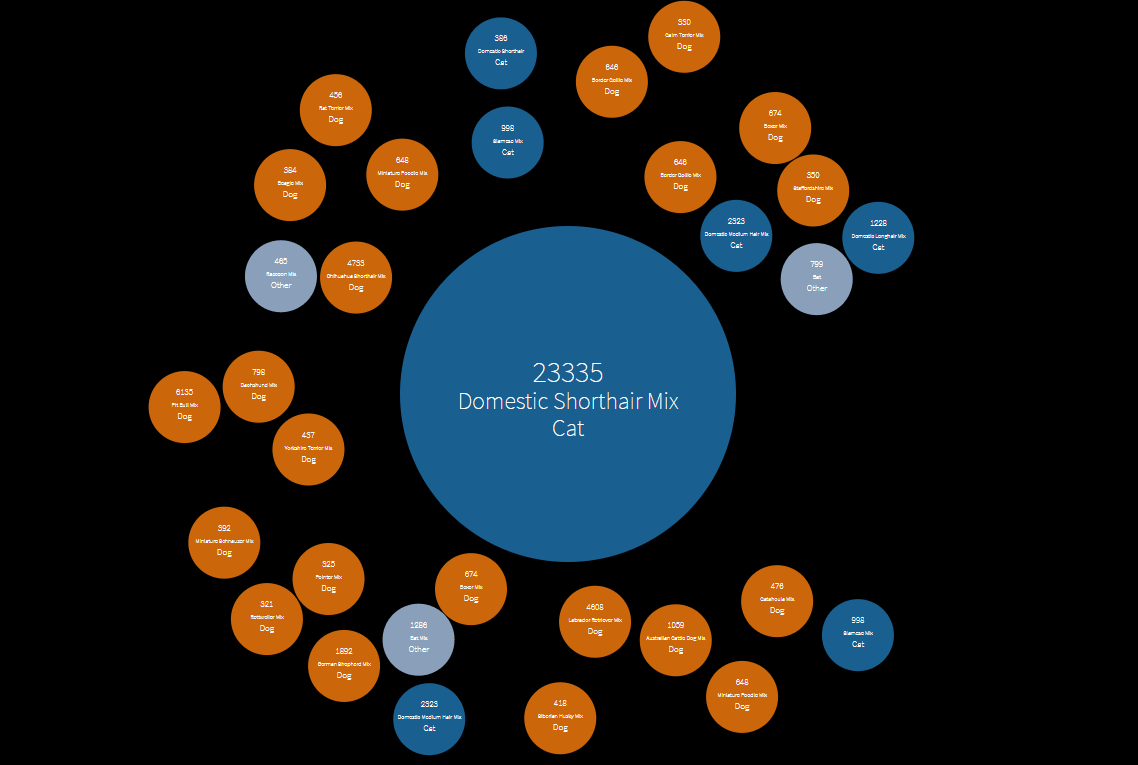 330
Cairn Terrier Mix
Dog
386
Domestic Shorthair
Cat
646
Border Collie Mix
Dog
456
Rat Terrier Mix
Dog
674
Boxer Mix
Dog
998
Siamese Mix
Cat
648
Miniature Poodle Mix
Dog
646
Border Collie Mix
Dog
384
Beagle Mix
Dog
350
Staffordshire Mix
Dog
2323
Domestic Medium Hair Mix
Cat
1228
Domestic Longhair Mix
Cat
465
Raccoon Mix
Other
4733
Chihuahua Shorthair Mix
Dog
799
Bat
Other
23335
Domestic Shorthair Mix
Cat
798
Dachshund Mix
Dog
6135
Pit Bull Mix
Dog
437
Yorkshire Terrier Mix
Dog
392
Miniature Schnauzer Mix
Dog
325
Pointer Mix
Dog
674
Boxer Mix
Dog
476
Catahoula Mix
Dog
321
Rottweiler Mix
Dog
4608
Labrador Retriever Mix
Dog
1286
Bat Mix
Other
1059
Australian Cattle Dog Mix
Dog
998
Siamese Mix
Cat
1892
German Shepherd Mix
Dog
648
Miniature Poodle Mix
Dog
2323
Domestic Medium Hair Mix
Cat
418
Siberian Husky Mix
Dog